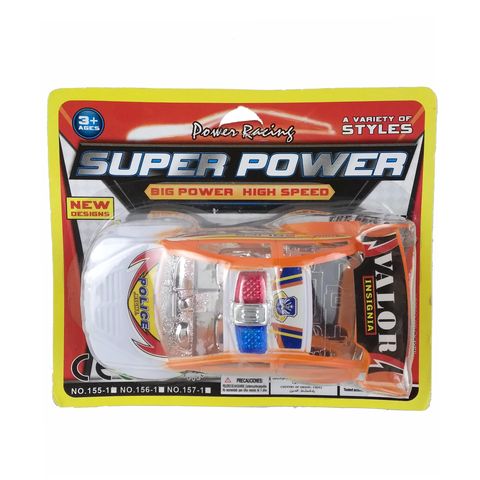 3+
AGES
Power Racing
A VARIETY OF
STYLES
SUPER POWER
BIG POWER HIGH SPEED
NEW
DESIGNS
POLICE
VALOR
INSIGNIA
NO.155-1 NO.156-1 NO.157-1
PRECAUCIONES: